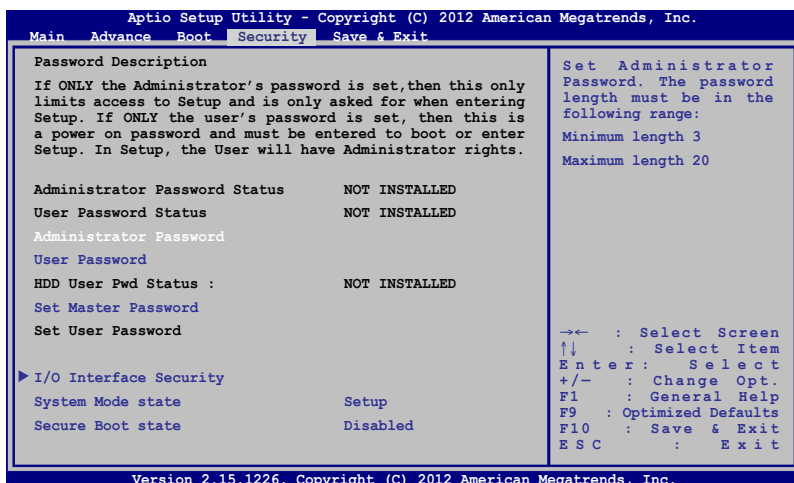 Aptio Setup Utility - Copyright (C) 2012 American Megatrends, Inc.
Main Advance Boot Security Save & Exit
Password Description
If ONLY the Administrator's password is set,then this only
limits access to Setup and is only asked for when entering
Setup. If ONLY the user's password is set, then this is
a power on password and must be entered to boot or enter
Setup. In Setup, the User will have Administrator rights.
Administrator Password Status NOT INSTALLED
User Password Status NOT INSTALLED
Administrator Password
User Password
HDD User Pwd Status : NOT INSTALLED
Set Master Password
Set User Password
I/O Interface Security
System Mode state Setup
Secure Boot state Disabled
Set Administrator
Password. The password
length must be in the
following range:
Minimum length 3
Maximum length 20
→← : Select Screen
↑↓ : Select Item
Enter: Select
+/— : Change Opt.
F1 : General Help
F9 : Optimized Defaults
F10 : Save & Exit
ESC : Exit
Version 2.15.1226. Copyright (C) 2012 American Megatrends, Inc.